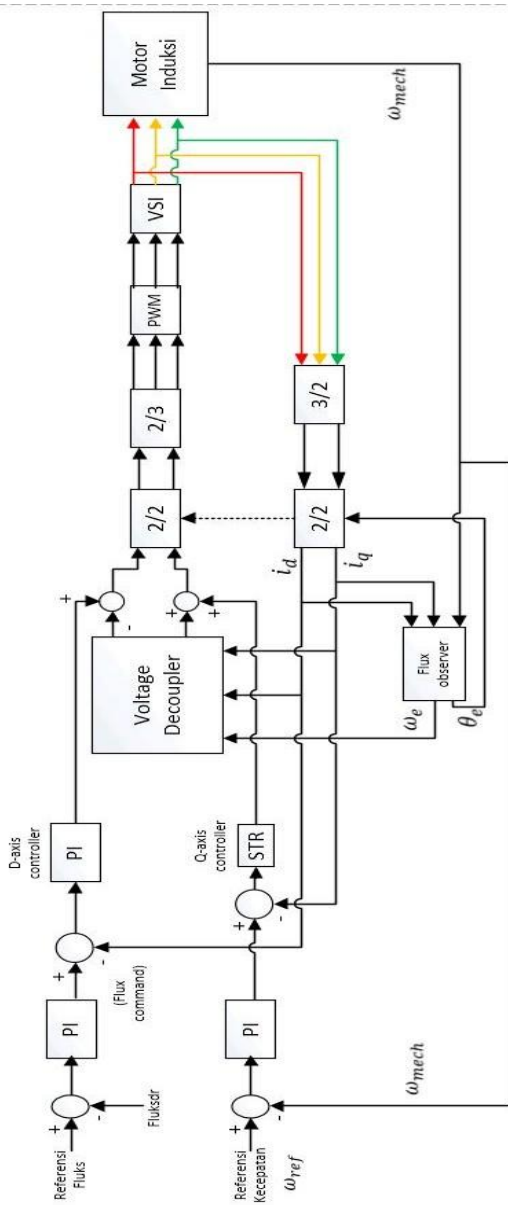 Referensi
Fluks
+
-
Fluksdr
PI
(Flux
command)
+
-
D-axis
controller
PI
+
-
Voltage
Decoupler
+
+
2/2
2/3
PWM
VSI
Motor
Induksi
Referensi
Kecepatan
ω_ref
+
-
PI
+
-
Q-axis
controller
STR
i_d
i_q
2/2
3/2
ω_e
θ_e
Flux
observer
ω_mech
ω_mech